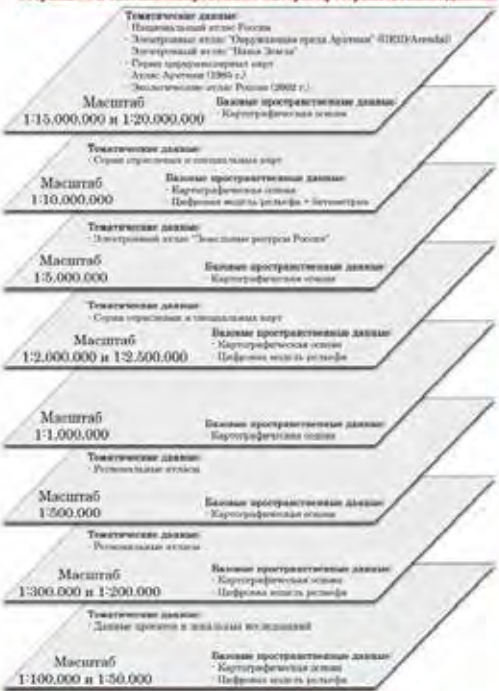 Тематические данные:
- Национальный атлас России
- Электронный атлас "Окружающая среда Арктики" (GRID/Arendal)
Электронный атлас "Наша Земля"
- Серия циркумполярных карт
- Атлас Арктики (1985 г.)
- Экологический атлас России (2002 г.)
Масштаб
1:15.000.000 и 1:20.000.000
Базовые пространственные данные:
- Картографическая основа
Тематические данные:
- Серия отраслевых и специальных карт
Масштаб
1:10.000.000
Базовые пространственные данные:
- Картографическая основа
- Цифровая модель рельефа + батиметрия
Тематические данные:
- Электронный атлас "Земельные ресурсы России"
Масштаб
1:5.000.000
Базовые пространственные данные:
- Картографическая основа
Тематические данные:
- Серия отраслевых и специальных карт
Масштаб
1:2.000.000 и 1:2.500.000
Базовые пространственные данные:
- Картографическая основа
- Цифровая модель рельефа
Масштаб
1:1.000.000
Базовые пространственные данные:
Картографическая основа
Тематические данные:
- Региональные атласы
Масштаб
1:500.000
Базовые пространственные данные:
- Картографическая основа
Тематические данные:
- Региональные атласы
Масштаб
1:300.000 и 1:200.000
Базовые пространственные данные:
- Картографическая основа
- Цифровая модель рельефа
Тематические данные:
- Данные проектов и локальных исследований
Масштаб
1:100.000 и 1:50.000
Базовые пространственные данные:
- Картографическая основа
- Цифровая модель рельефа